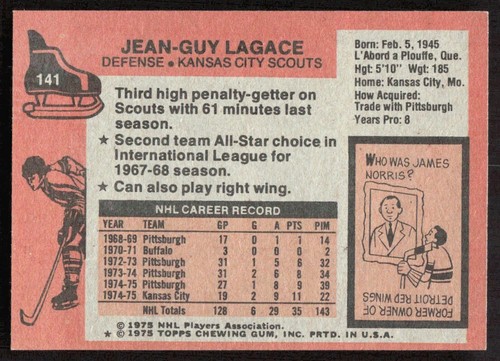 141
JEAN-GUY LAGACE
DEFENSE • KANSAS CITY SCOUTS
Third high penalty-getter on
Scouts with 61 minutes last
season.
★ Second team All-Star choice in
International League for
1967-68 season.
★ Can also play right wing.
NHL CAREER RECORD
YEAR TEAM GP G A PTS PIM
1968-69 Pittsburgh 17 0 1 1 14
1970-71 Buffalo 3 0 0 0 2
1972-73 Pittsburgh 31 1 5 6 32
1973-74 Pittsburgh 31 2 6 8 34
1974-75 Pittsburgh 27 1 8 9 39
1974-75 Kansas City 19 2 9 11 22
NHL Totals 128 6 29 35 143
© 1975 NHL Players Association.
© 1975 TOPPS CHEWING GUM, INC. PRTD. IN U.S.A.
Born: Feb. 5, 1945
L'Abord a Plouffe, Que.
Hgt: 5'10" Wgt: 185
Home: Kansas City, Mo.
How Acquired:
Trade with Pittsburgh
Years Pro: 8
WHO WAS JAMES
NORRIS?
FORMER OWNER OF
DETROIT RED WINGS